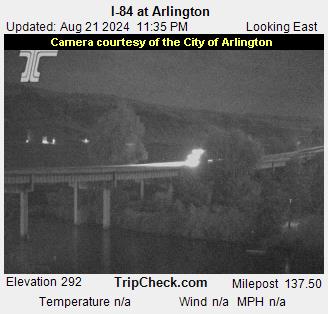 I-84 at Arlington
Updated: Aug 21 2024 11:35 PM Looking East
Camera courtesy of the City of Arlington
Elevation 292 TripCheck.com Milepost 137.50
Temperature n/a Wind n/a MPH n/a